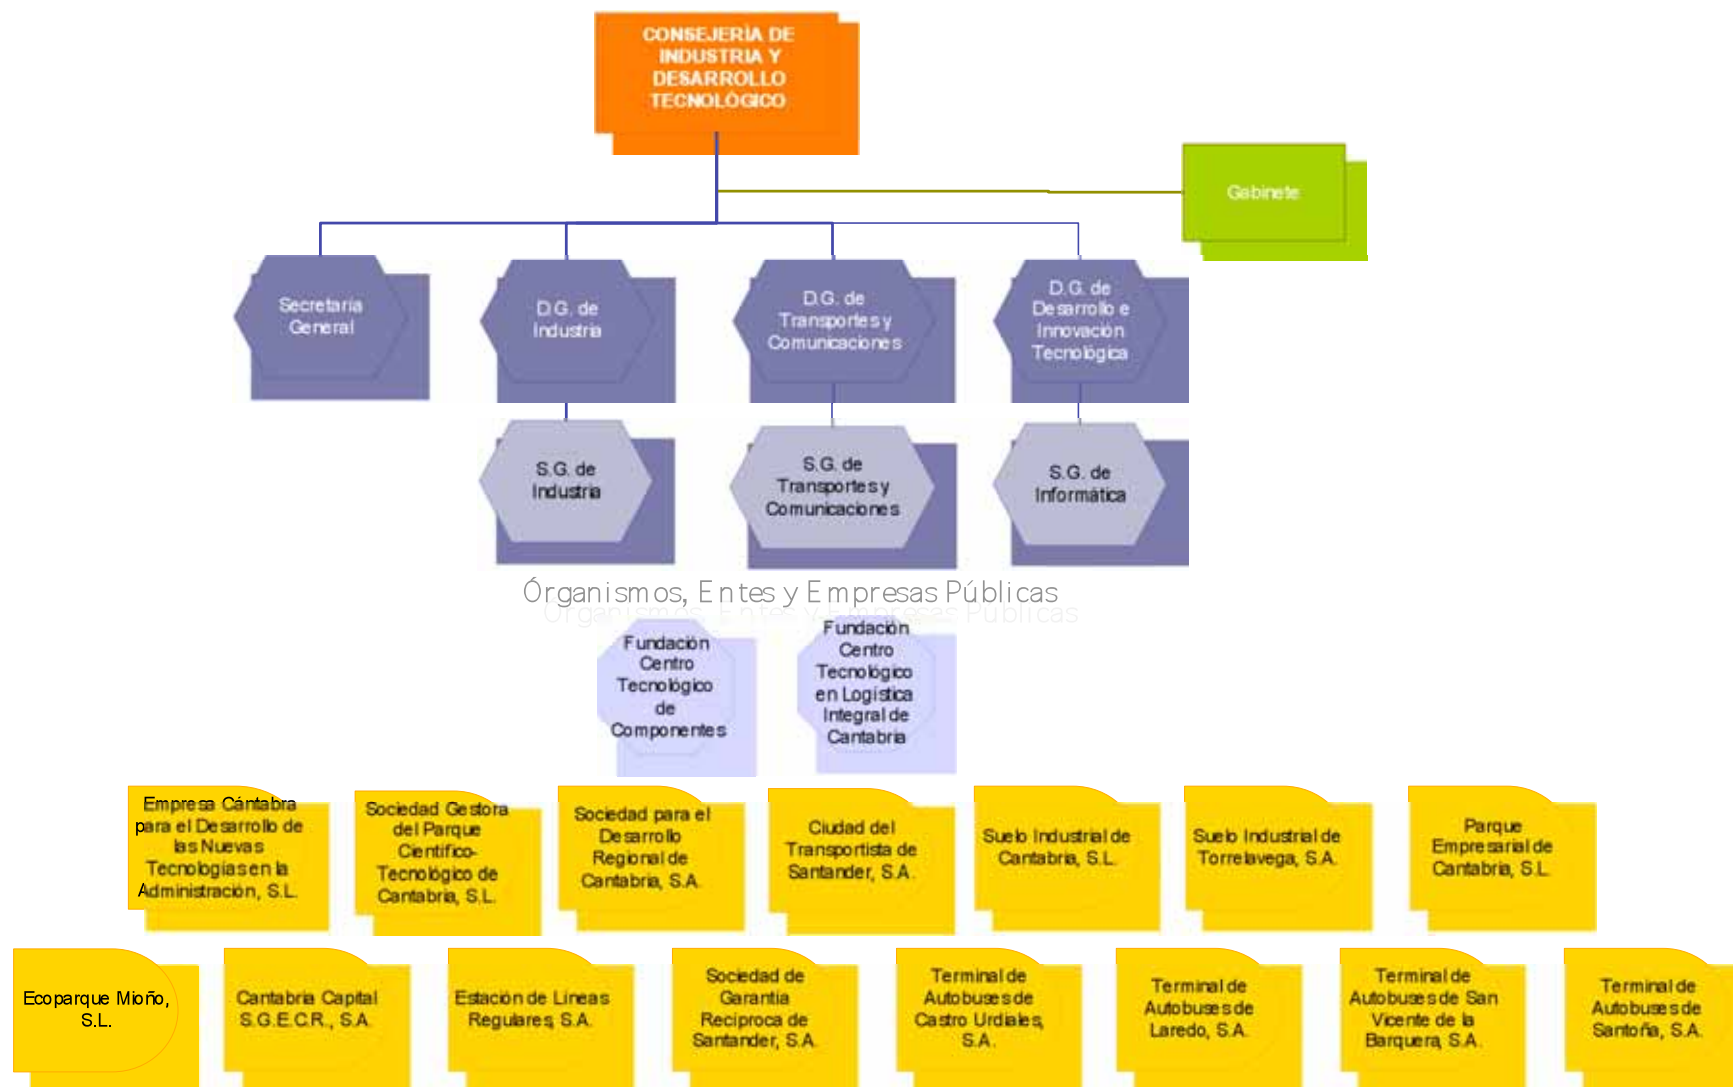 CONSEJERÍA DE
INDUSTRIA Y
DESARROLLO
TECNOLÓGICO
Gabinete
Secretaría
General
D.G. de
Industria
D.G. de
Transportes y
Comunicaciones
D.G. de
Desarrollo e
Innovación
Tecnológica
S.G. de
Industria
S.G. de
Transportes y
Comunicaciones
S.G. de
Informática
Órganismos, Entes y Empresas Públicas
Fundación
Centro
Tecnológico
de
Componentes
Fundación
Centro
Tecnológico
en Logística
Integral de
Cantabria
Empresa Cántabra
para el Desarrollo de
las Nuevas
Tecnologías en la
Administración, S.L.
Sociedad Gestora
del Parque
Científico-
Tecnológico de
Cantabria, S.L.
Sociedad para el
Desarrollo
Regional de
Cantabria, S.A.
Ciudad del
Transportista de
Santander, S.A.
Suelo Industrial de
Cantabria, S.L.
Suelo Industrial de
Torrelavega, S.A.
Parque
Empresarial de
Cantabria, S.L.
Ecoparque Mioño,
S.L.
Cantabria Capital
S.G.E.C.R., S.A.
Estación de Líneas
Regulares, S.A.
Sociedad de
Garantía
Recíproca de
Santander, S.A.
Terminal de
Autobuses de
Castro Urdiales,
S.A.
Terminal de
Autobuses de
Laredo, S.A.
Terminal de
Autobuses de San
Vicente de la
Barquera, S.A.
Terminal de
Autobuses de
Santoña, S.A.